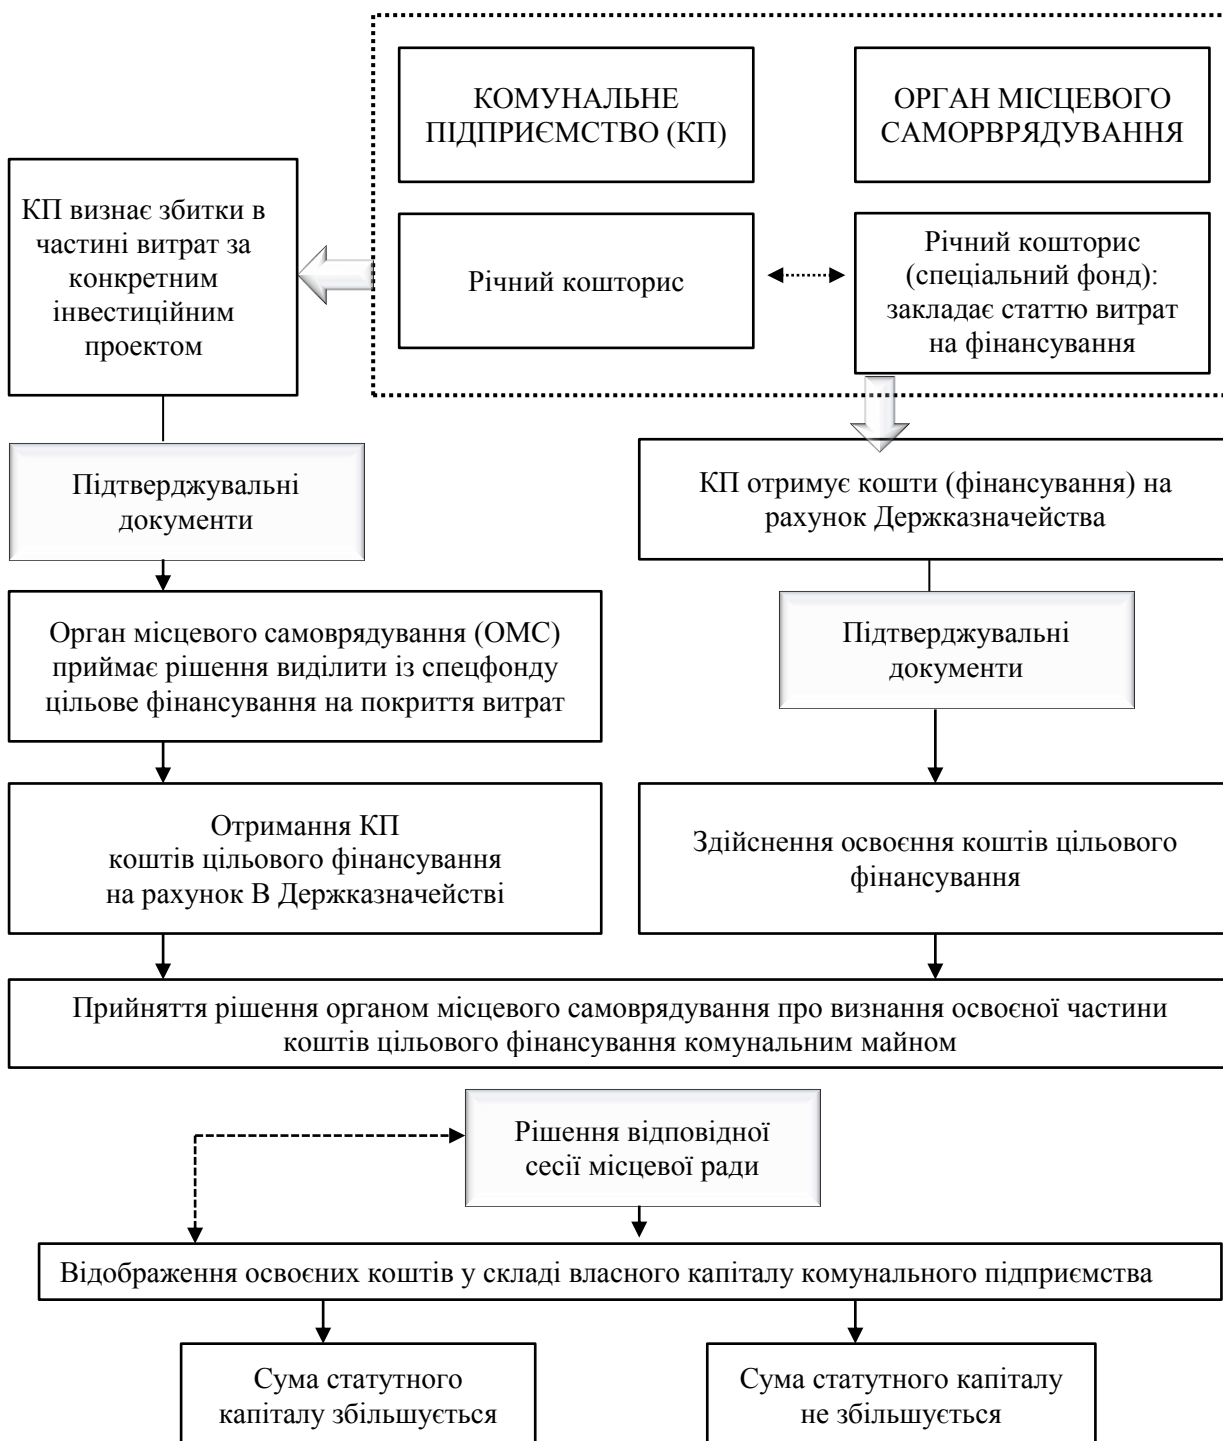 КОМУНАЛЬНЕ
ПІДПРИЄМСТВО (КП)
ОРГАН МІСЦЕВОГО
САМОРВРЯДУВАННЯ
КП визнає збитки в
частині витрат за
конкретним
інвестиційним
проектом
Річний кошторис
Річний кошторис
(спеціальний фонд):
закладає статтю витрат
на фінансування
Підтверджувальні
документи
КП отримує кошти (фінансування) на
рахунок Держказначейства
Орган місцевого самоврядування (ОМС)
приймає рішення виділити із спецфонду
цільове фінансування на покриття витрат
Підтверджувальні
документи
Отримання КП
коштів цільового фінансування
на рахунок В Держказначействі
Здійснення освоєння коштів цільового
фінансування
Прийняття рішення органом місцевого самоврядування про визнання освоєної частини
коштів цільового фінансування комунальним майном
Рішення відповідної
сесії місцевої ради
Відображення освоєних коштів у складі власного капіталу комунального підприємства
Сума статутного
капіталу збільшується
Сума статутного капіталу
не збільшується